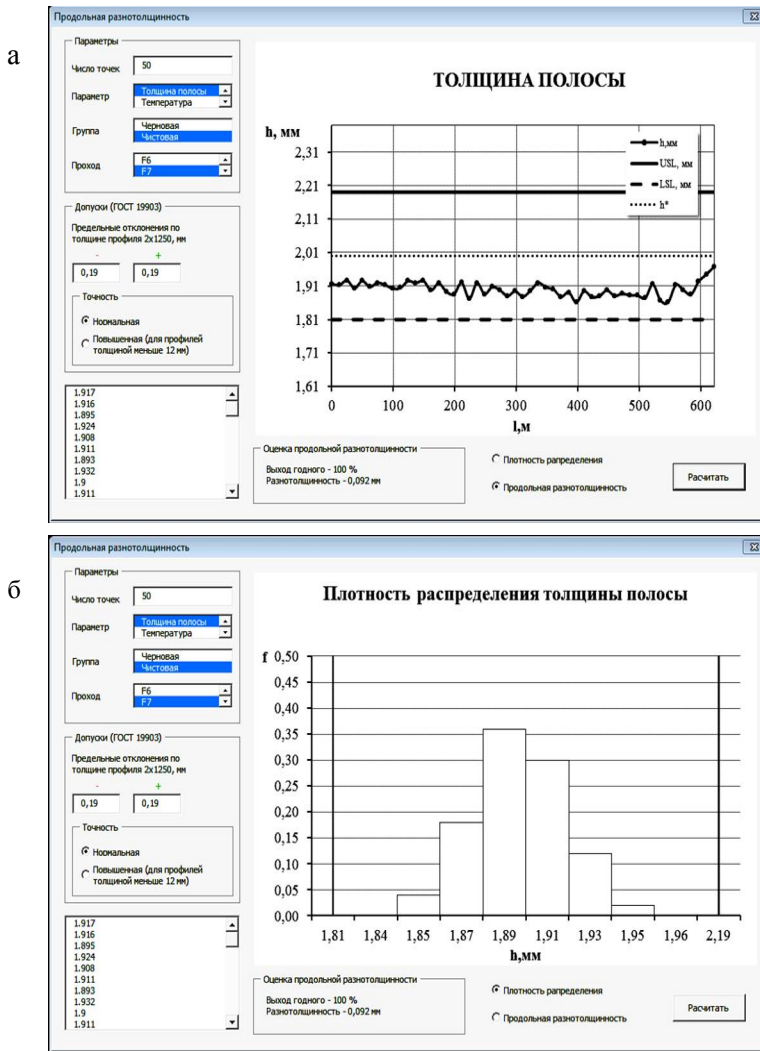 а
Продольная разнотолщинность
Параметры
Число точек 50
Параметр Толщина полосы
Температура
Группа Черновая
Чистовая
Проход F6
F7
Допуски (ГОСТ 19903)
Предельные отклонения по
толщине профиля 2x1250, мм
- +
0,19 0,19
Точность
Нормальная
Повышенная (для профилей
толщиной меньше 12 мм)
1.917
1.916
1.895
1.924
1.908
1.911
1.893
1.932
1.9
1.911
ТОЛЩИНА ПОЛОСЫ
h, мм
h,мм
USL, мм
LSL, мм
h*
2,31
2,21
2,11
2,01
1,91
1,81
1,71
1,61
0 100 200 300 400 500 600
l,м
Оценка продольной разнотолщинности
Выход годного - 100 %
Разнотолщинность - 0,092 мм
Плотность рапределения
Продольная разнотолщинность
Расчитать
б
Продольная разнотолщинность
Параметры
Число точек 50
Параметр Толщина полосы
Температура
Группа Черновая
Чистовая
Проход F6
F7
Допуски (ГОСТ 19903)
Предельные отклонения по
толщине профиля 2x1250, мм
- +
0,19 0,19
Точность
Нормальная
Повышенная (для профилей
толщиной меньше 12 мм)
1.917
1.916
1.895
1.924
1.908
1.911
1.893
1.932
1.9
1.911
Плотность распределения толщины полосы
f
0,50
0,45
0,40
0,35
0,30
0,25
0,20
0,15
0,10
0,05
0,00
1,81 1,84 1,85 1,87 1,89 1,91 1,93 1,95 1,96 2,19
h,мм
Оценка продольной разнотолщинности
Выход годного - 100 %
Разнотолщинность - 0,092 мм
Плотность рапределения
Продольная разнотолщинность
Расчитать